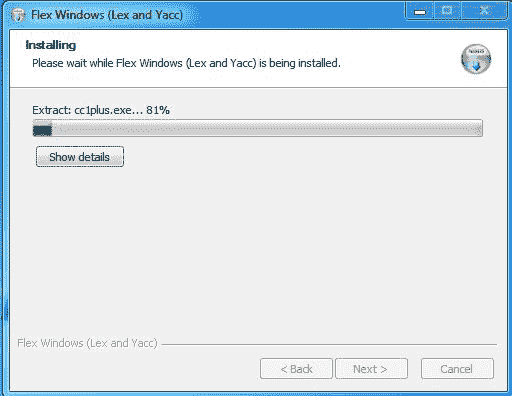 Flex Windows (Lex and Yacc)
Installing
Please wait while Flex Windows (Lex and Yacc) is being installed.
Extract: cc1plus.exe... 81%
Show details
Flex Windows (Lex and Yacc)
< Back
Next >
Cancel